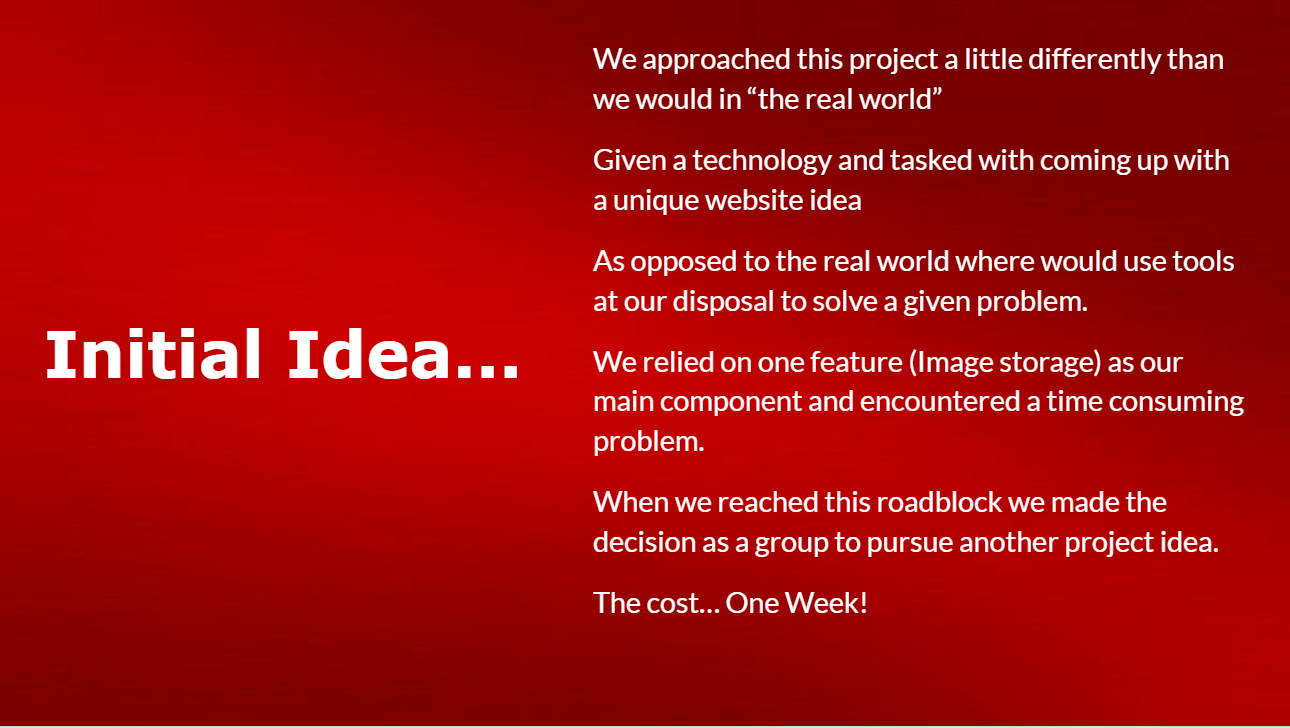 Initial Idea...
We approached this project a little differently than
we would in “the real world”
Given a technology and tasked with coming up with
a unique website idea
As opposed to the real world where would use tools
at our disposal to solve a given problem.
We relied on one feature (Image storage) as our
main component and encountered a time consuming
problem.
When we reached this roadblock we made the
decision as a group to pursue another project idea.
The cost... One Week!